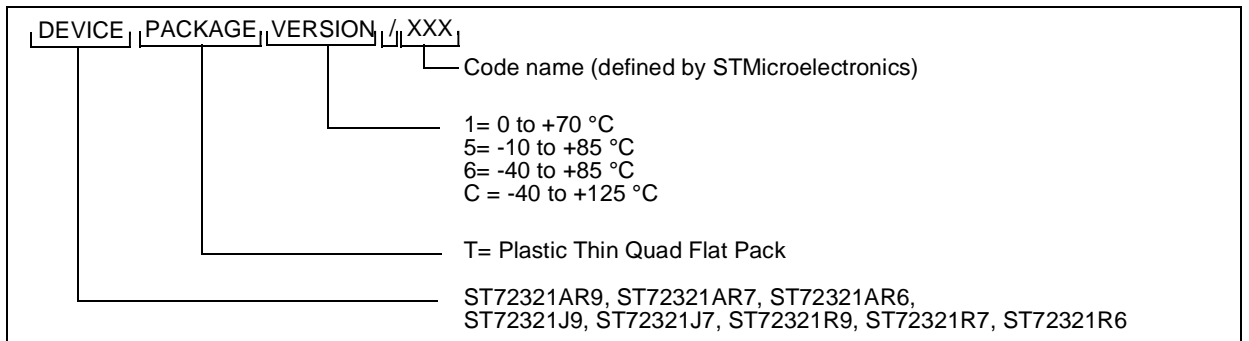 DEVICE PACKAGE VERSION / XXX
Code name (defined by STMicroelectronics)
1= 0 to +70 °C
5= -10 to +85 °C
6= -40 to +85 °C
C = -40 to +125 °C
T= Plastic Thin Quad Flat Pack
ST72321AR9, ST72321AR7, ST72321AR6,
ST72321J9, ST72321J7, ST72321R9, ST72321R7, ST72321R6